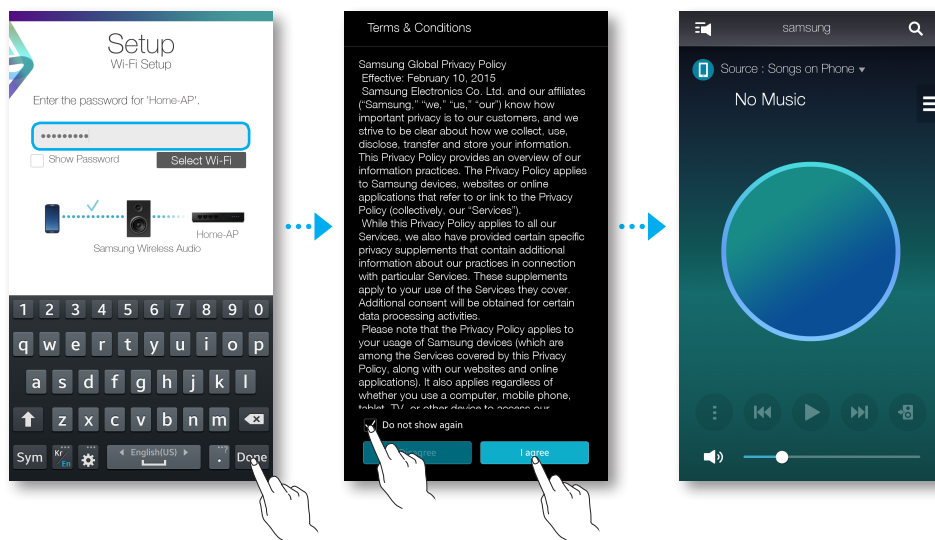 Setup
Wi-Fi Setup
Enter the password for 'Home-AP'.
•••••••••
Show Password
Select Wi-Fi
Home-AP
Samsung Wireless Audio
1 2 3 4 5 6 7 8 9 0
q w e r t y u i o p
a s d f g h j k l
z x c v b n m
Sym Kr En English(US) . Done
Terms & Conditions
Samsung Global Privacy Policy
Effective: February 10, 2015
Samsung Electronics Co. Ltd. and our affiliates
("Samsung," "we," "us," "our") know how
important privacy is to our customers, and we
strive to be clear about how we collect, use,
disclose, transfer and store your information.
This Privacy Policy provides an overview of our
information practices. The Privacy Policy applies
to Samsung devices, websites or online
applications that refer to or link to the Privacy
Policy (collectively, our "Services").
While this Privacy Policy applies to all our
Services, we also have provided certain specific
privacy supplements that contain additional
information about our practices in connection
with particular Services. These supplements
apply to your use of the Services they cover.
Additional consent will be obtained for certain
data processing activities.
Please note that the Privacy Policy applies to
your usage of Samsung devices (which are
among the Services covered by this Privacy
Policy, along with our websites and online
applications). It also applies regardless of
whether you use a computer, mobile phone,
tablet, TV, or other device to access our
Do not show again
I agree
samsung
Source : Songs on Phone
No Music